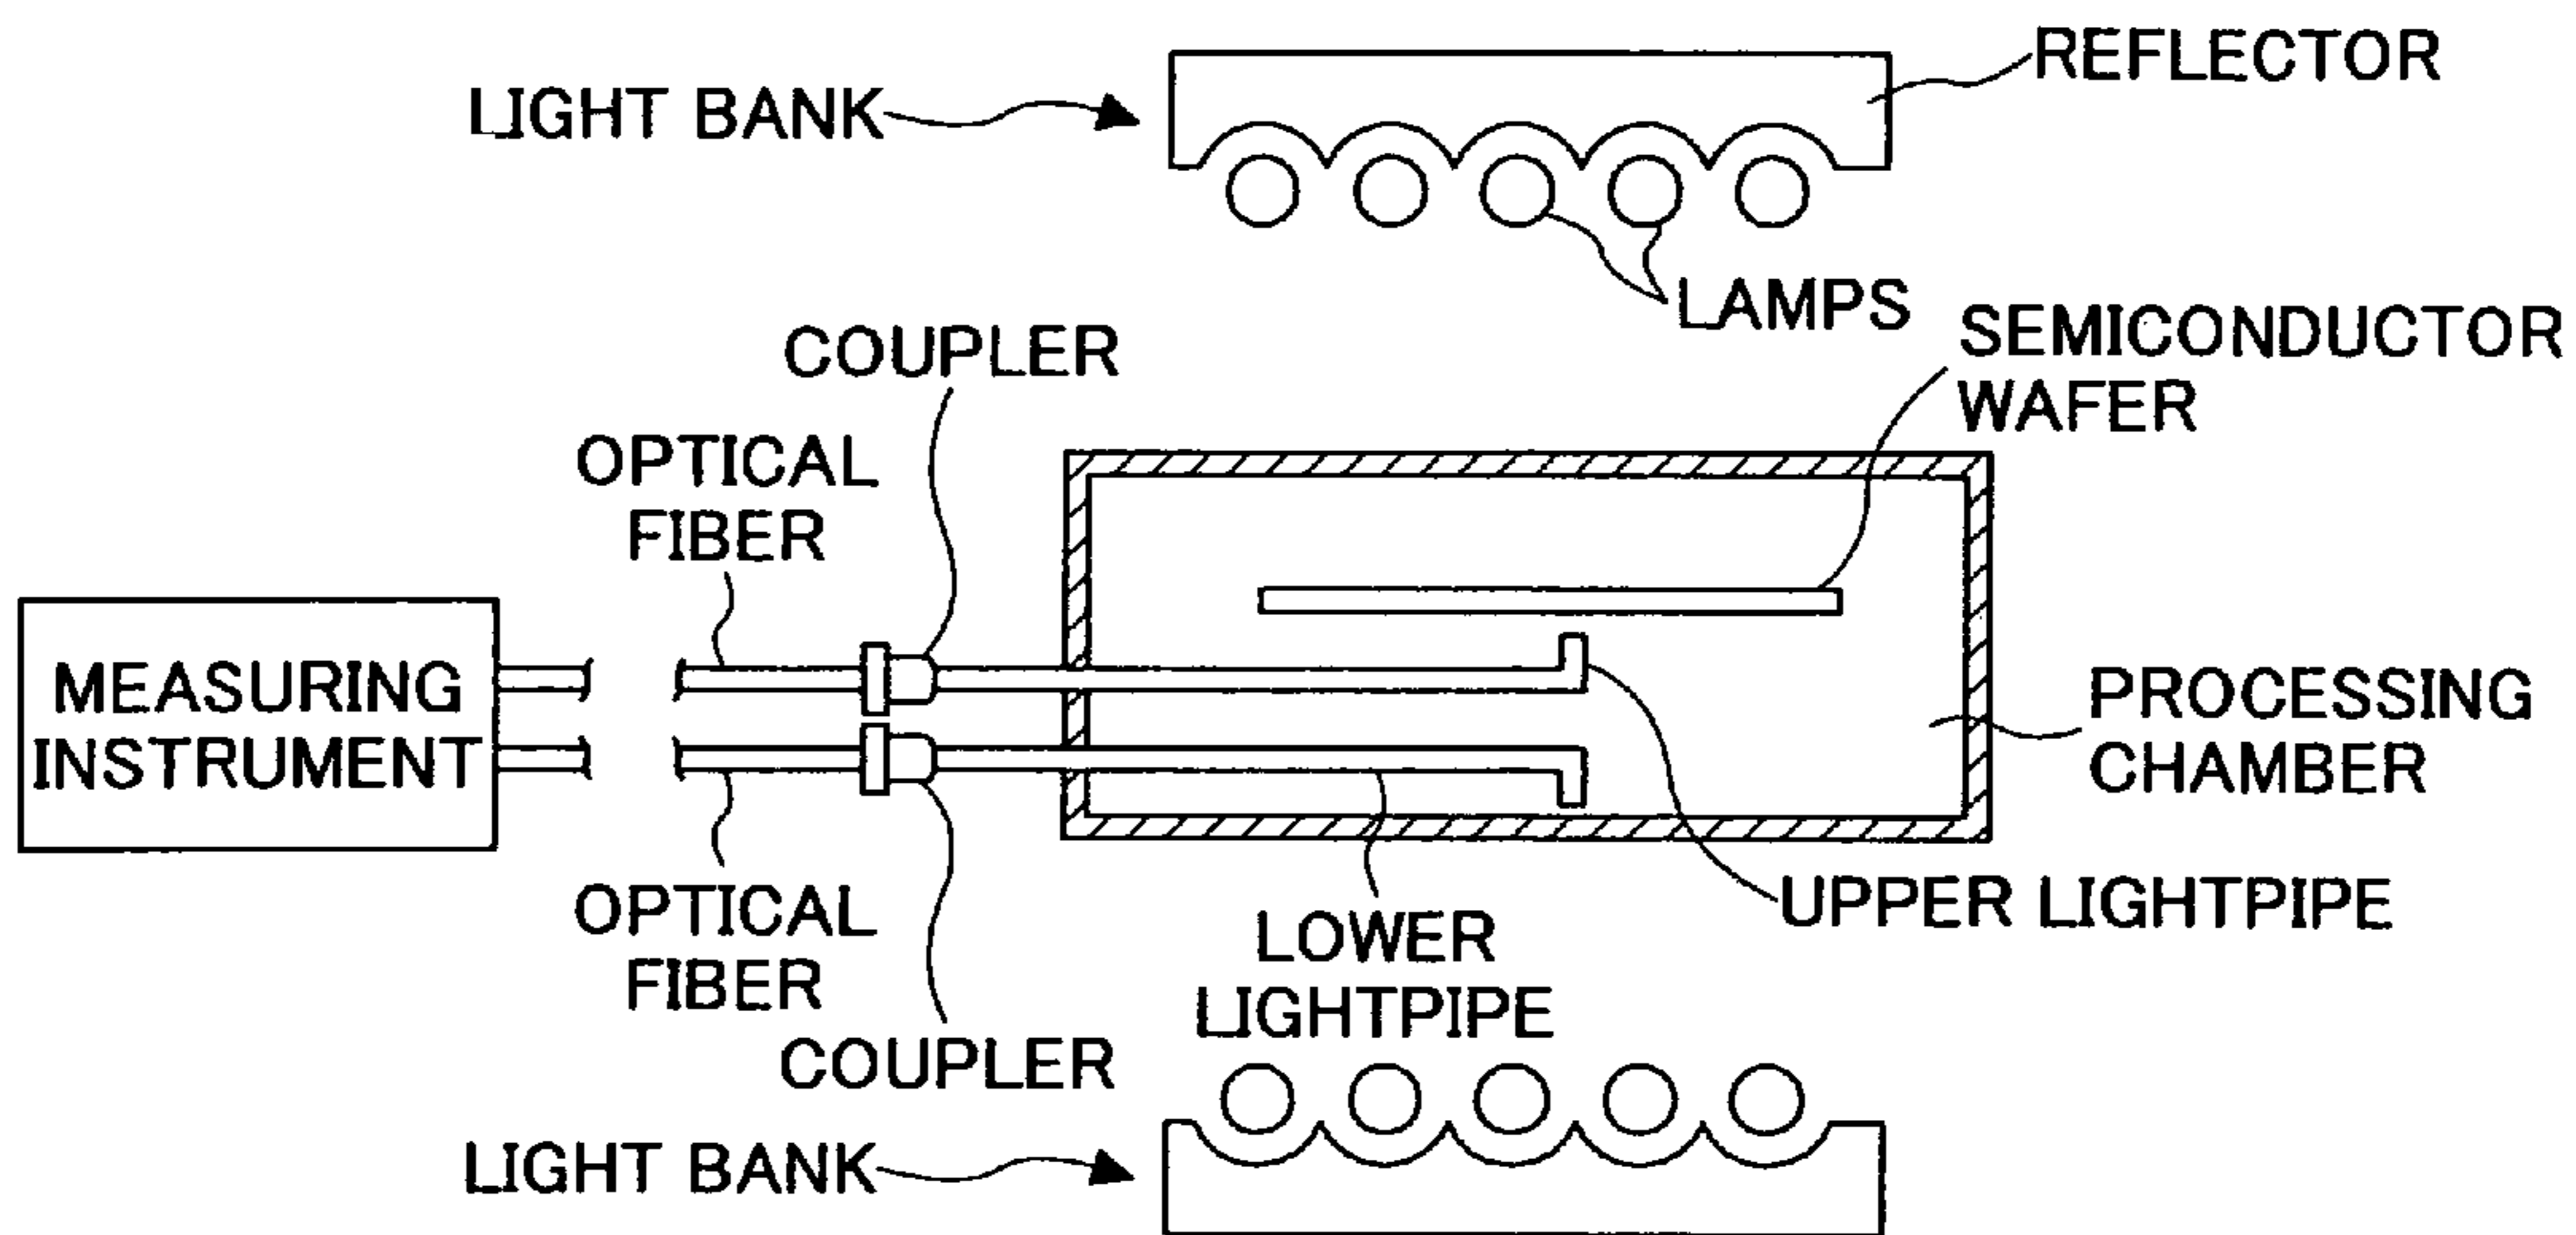 REFLECTOR
LIGHT BANK
LAMPS
SEMICONDUCTOR
WAFER
COUPLER
OPTICAL
FIBER
MEASURING
INSTRUMENT
PROCESSING
CHAMBER
UPPER LIGHTPIPE
OPTICAL
FIBER
LOWER
LIGHTPIPE
COUPLER
LIGHT BANK